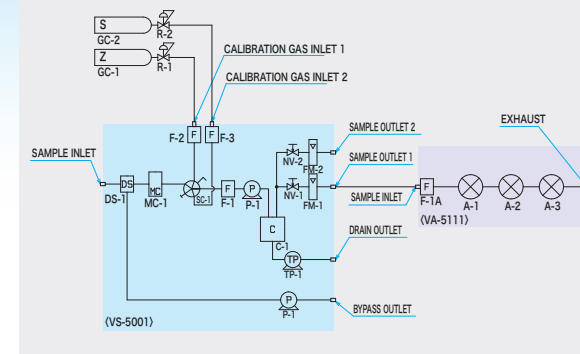 S
GC-2
R-2
Z
GC-1
R-1
CALIBRATION GAS INLET 1
CALIBRATION GAS INLET 2
F-2
F
F
F-3
SAMPLE INLET
DS
DS-1
MC
MC-1
SC-1
F
F-1
P
P-1
NV-2
FM-2
NV-1
FM-1
SAMPLE OUTLET 2
SAMPLE OUTLET 1
SAMPLE INLET
C
C-1
TP
TP-1
DRAIN OUTLET
P
P-1
BYPASS OUTLET
(VS-5001)
EXHAUST
F
F-1A
A-1
A-2
A-3
(VA-5111)